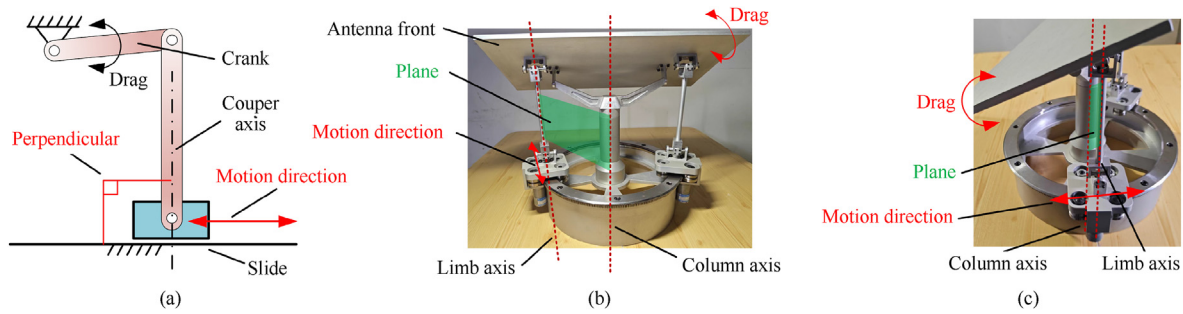 Crank
Drag
Couper
axis
Perpendicular
Motion direction
Slide
(a)
Antenna front
Drag
Plane
Motion direction
Limb axis
Column axis
(b)
Drag
Plane
Motion direction
Column axis
Limb axis
(c)